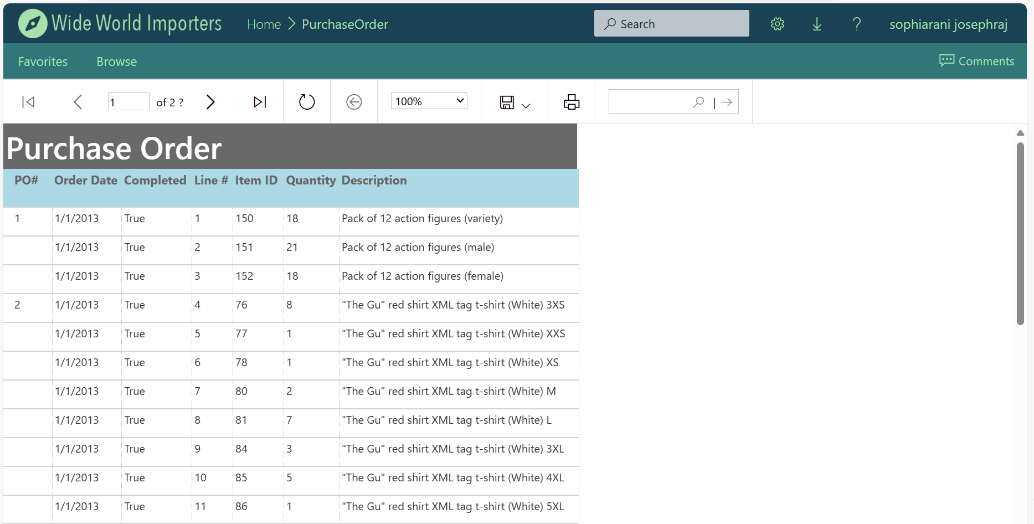 Wide World Importers Home > PurchaseOrder Search ? sophiarani josephraj
Favorites Browse Comments
1 of 2 ? 100%
Purchase Order
PO# Order Date Completed Line # Item ID Quantity Description
1 1/1/2013 True 1 150 18 Pack of 12 action figures (variety)
1/1/2013 True 2 151 21 Pack of 12 action figures (male)
1/1/2013 True 3 152 18 Pack of 12 action figures (female)
2 1/1/2013 True 4 76 8 "The Gu" red shirt XML tag t-shirt (White) 3XS
1/1/2013 True 5 77 1 "The Gu" red shirt XML tag t-shirt (White) XXS
1/1/2013 True 6 78 1 "The Gu" red shirt XML tag t-shirt (White) XS
1/1/2013 True 7 80 2 "The Gu" red shirt XML tag t-shirt (White) M
1/1/2013 True 8 81 7 "The Gu" red shirt XML tag t-shirt (White) L
1/1/2013 True 9 84 3 "The Gu" red shirt XML tag t-shirt (White) 3XL
1/1/2013 True 10 85 5 "The Gu" red shirt XML tag t-shirt (White) 4XL
1/1/2013 True 11 86 1 "The Gu" red shirt XML tag t-shirt (White) 5XL